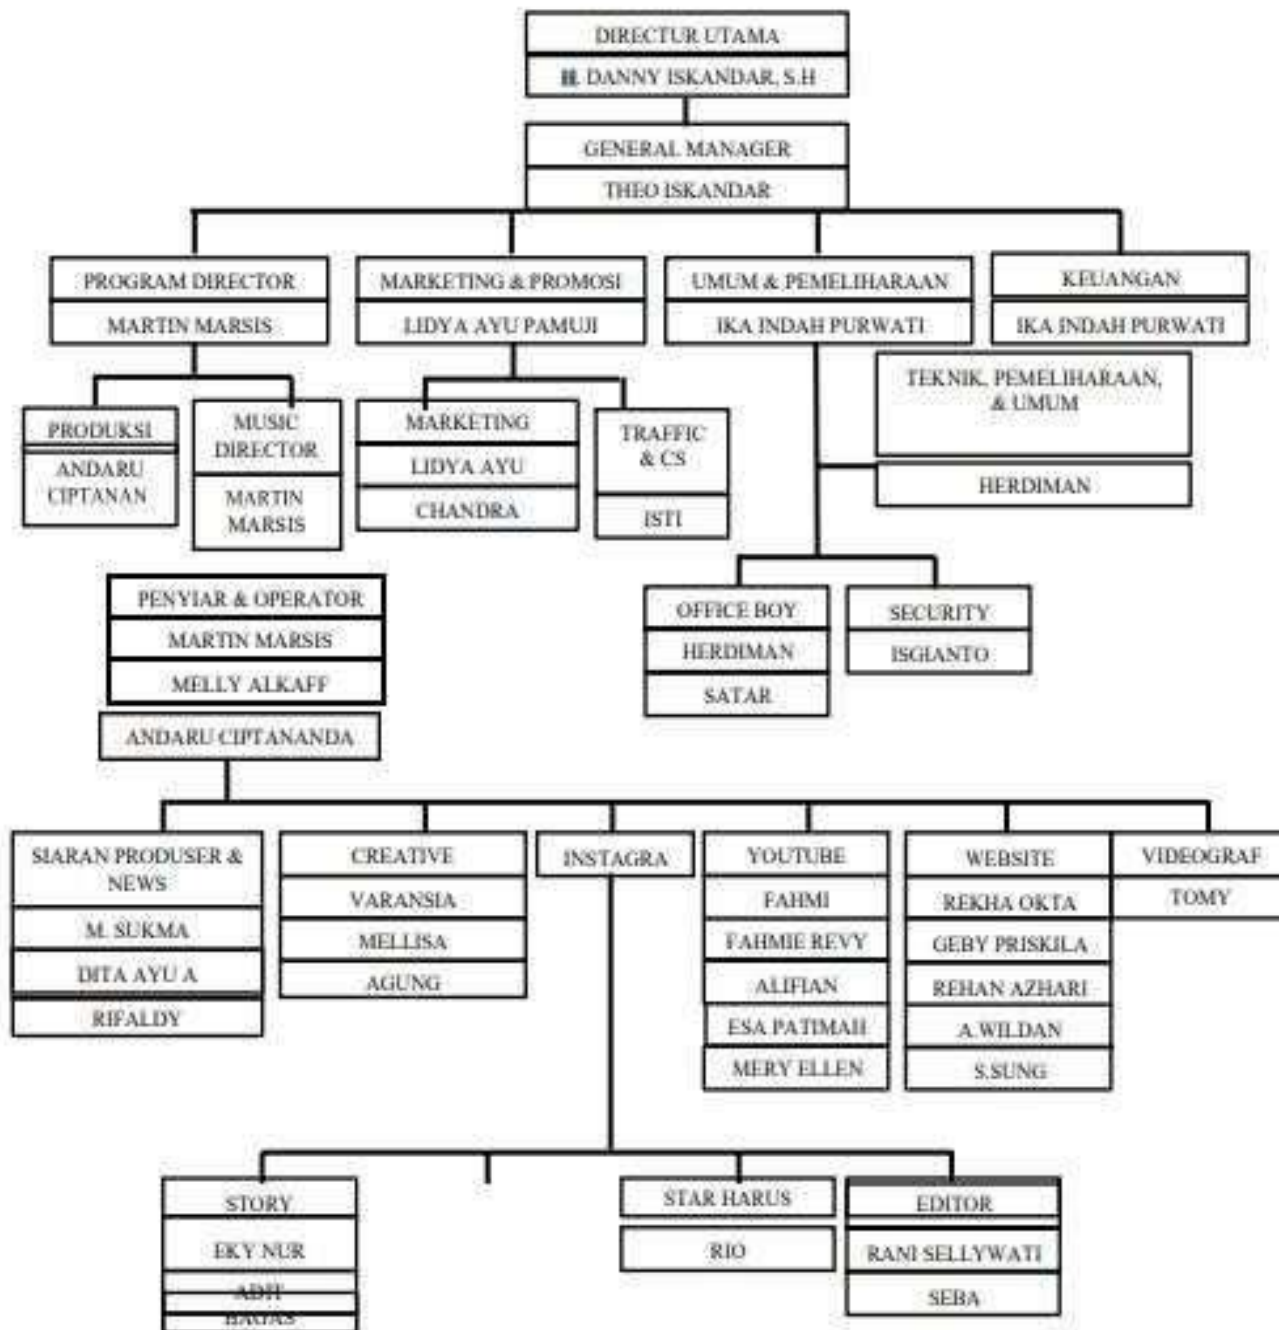 DIRECTUR UTAMA
H. DANNY ISKANDAR, S.H
GENERAL MANAGER
THEO ISKANDAR
PROGRAM DIRECTOR
MARTIN MARSIS
MARKETING & PROMOSI
LIDYA AYU PAMUJI
UMUM & PEMELIHARAAN
IKA INDAH PURWATI
KEUANGAN
IKA INDAH PURWATI
TEKNIK, PEMELIHARAAN,
& UMUM
HERDIMAN
PRODUKSI
ANDARU
CIPTANAN
MUSIC
DIRECTOR
MARTIN
MARSIS
MARKETING
LIDYA AYU
CHANDRA
TRAFFIC
& CS
ISTI
OFFICE BOY
HERDIMAN
SATAR
SECURITY
ISGIANTO
PENYIAR & OPERATOR
MARTIN MARSIS
MELLY ALKAFF
ANDARU CIPTANANDA
SIARAN PRODUSER &
NEWS
M. SUKMA
DITA AYU A
RIFALDY
CREATIVE
VARANSIA
MELLISA
AGUNG
INSTAGRA
YOUTUBE
FAHMI
FAHMIE REVY
ALIFIAN
ESA PATIMAH
MERY ELLEN
WEBSITE
REKHA OKTA
GEBY PRISKILA
REHAN AZHARI
A.WILDAN
S.SUNG
VIDEOGRAF
TOMY
STORY
EKY NUR
ADIT
BAGAS
STAR HARUS
RIO
EDITOR
RANI SELLYWATI
SEBA